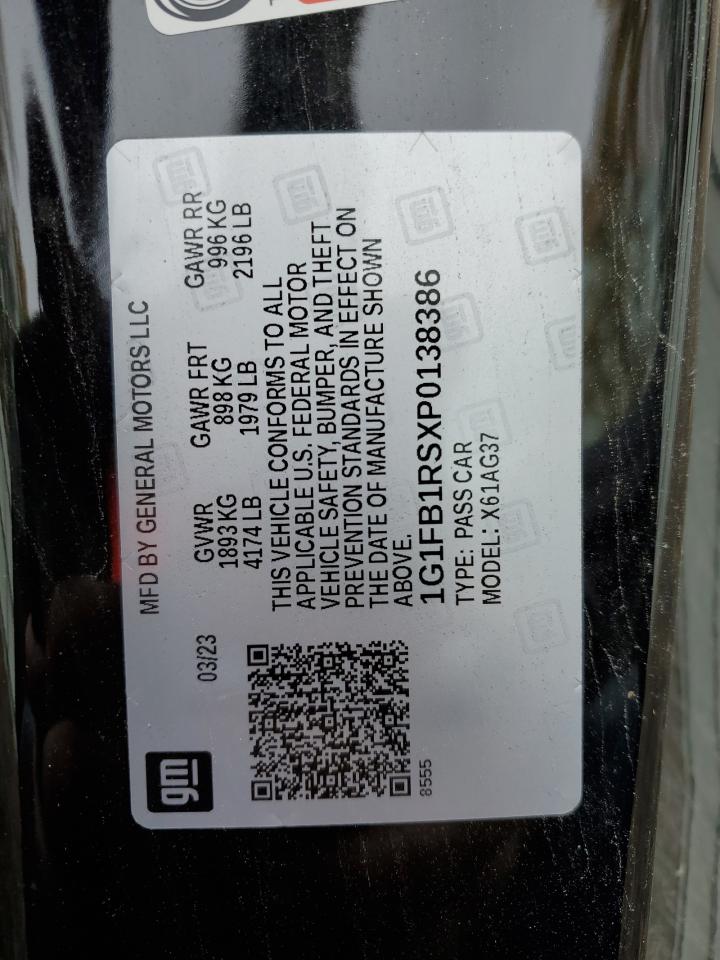 gm
MFD BY GENERAL MOTORS LLC
03/23
GVWR GAWR FRT GAWR RR
1893 KG 898 KG 996 KG
4174 LB 1979 LB 2196 LB
THIS VEHICLE CONFORMS TO ALL
APPLICABLE U.S. FEDERAL MOTOR
VEHICLE SAFETY, BUMPER, AND THEFT
PREVENTION STANDARDS IN EFFECT ON
THE DATE OF MANUFACTURE SHOWN
ABOVE.
1G1FB1RSXP0138386
TYPE: PASS CAR
MODEL: X61AG37
8555